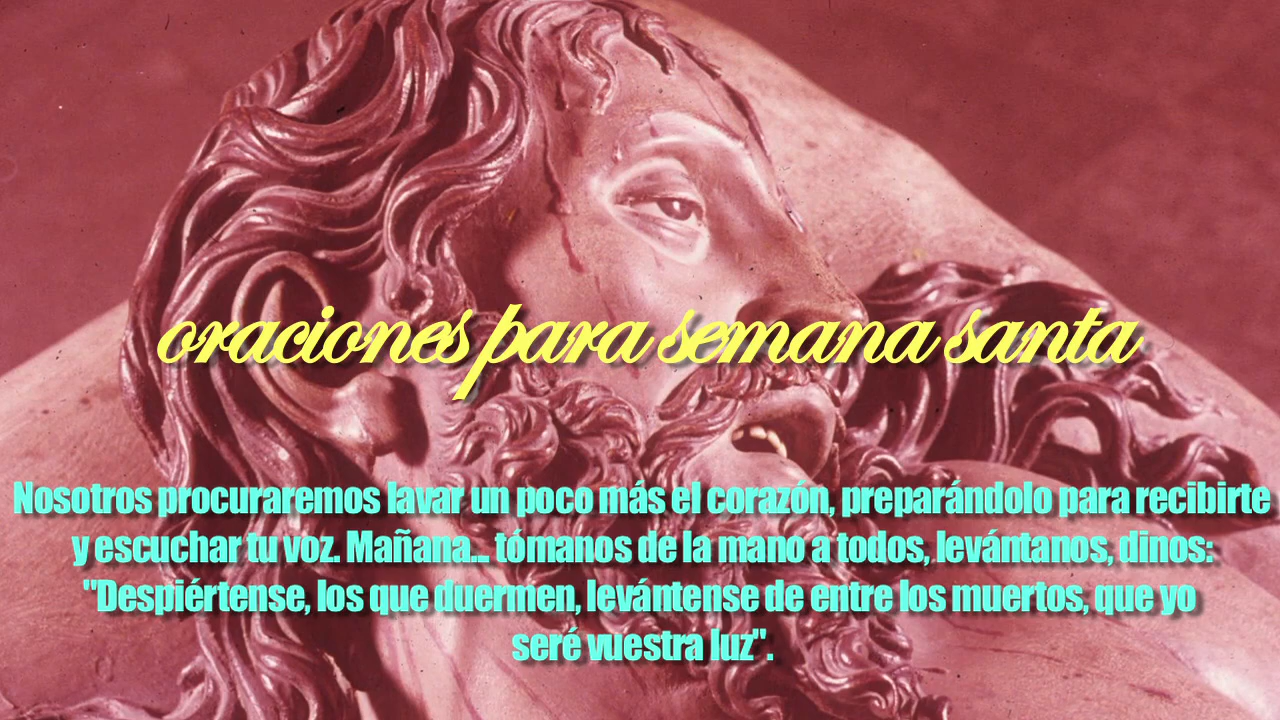 oraciones para semana santa
Nosotros procuraremos lavar un poco más el corazón, preparándolo para recibirte
y escuchar tu voz. Mañana... tómanos de la mano a todos, levántanos, dinos:
"Despiértense, los que duermen, levántense de entre los muertos, que yo
seré vuestra luz".